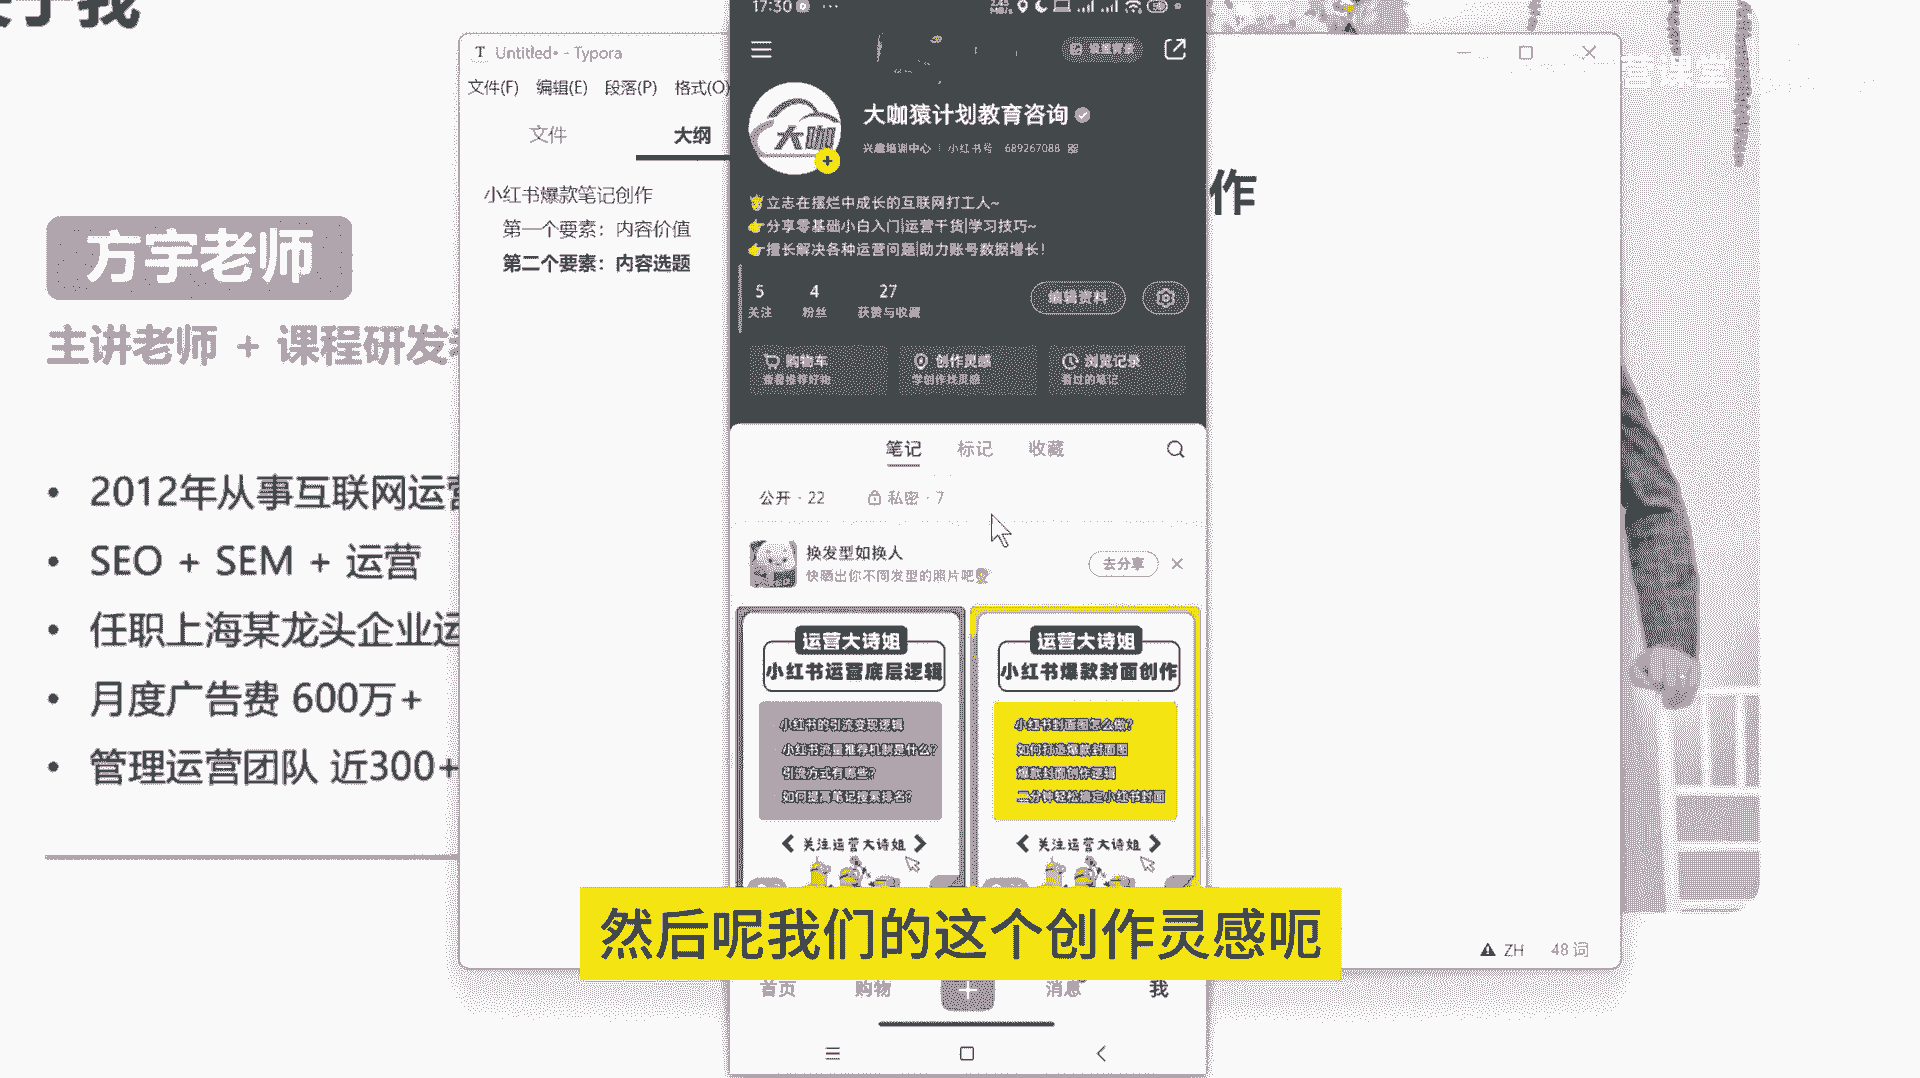 于我
方宇老师
主讲老师 + 课程研发
2012年从事互联网运营
SEO + SEM + 运营
任职上海某龙头企业运
月度广告费 600万+
管理运营团队 近300+
Untitled• - Typora
文件(F) 编辑(E) 段落(P) 格式(O)
文件 大纲
小红书爆款笔记创作
第一个要素：内容价值
第二个要素：内容选题
作
营课堂
ZH 48 词
17:30
设置背景
大咖猿计划教育咨询
兴趣培训中心 | 小红书号 689267088
立志在摆烂中成长的互联网打工人~
分享零基础小白入门|运营干货|学习技巧~
擅长解决各种运营问题|助力账号数据增长！
5 4 27
关注 粉丝 获赞与收藏
编辑资料
购物车 创作灵感 浏览记录
查看推荐好物 学创作找灵感 看过的笔记
笔记 标记 收藏
公开 · 22 私密 · 7
换发型如换人
快晒出你不同发型的照片吧
去分享
运营大诗姐
小红书运营底层逻辑
小红书的引流变现逻辑
小红书流量推荐机制是什么？
引流方式有哪些？
如何提高笔记搜索排名？
关注运营大诗姐
运营大诗姐
小红书爆款封面创作
小红书封面图怎么做？
如何打造爆款封面图
爆款封面创作逻辑
二分钟轻松搞定小红书封面
关注运营大诗姐
然后呢我们的这个创作灵感呃
首页 购物 消息 我